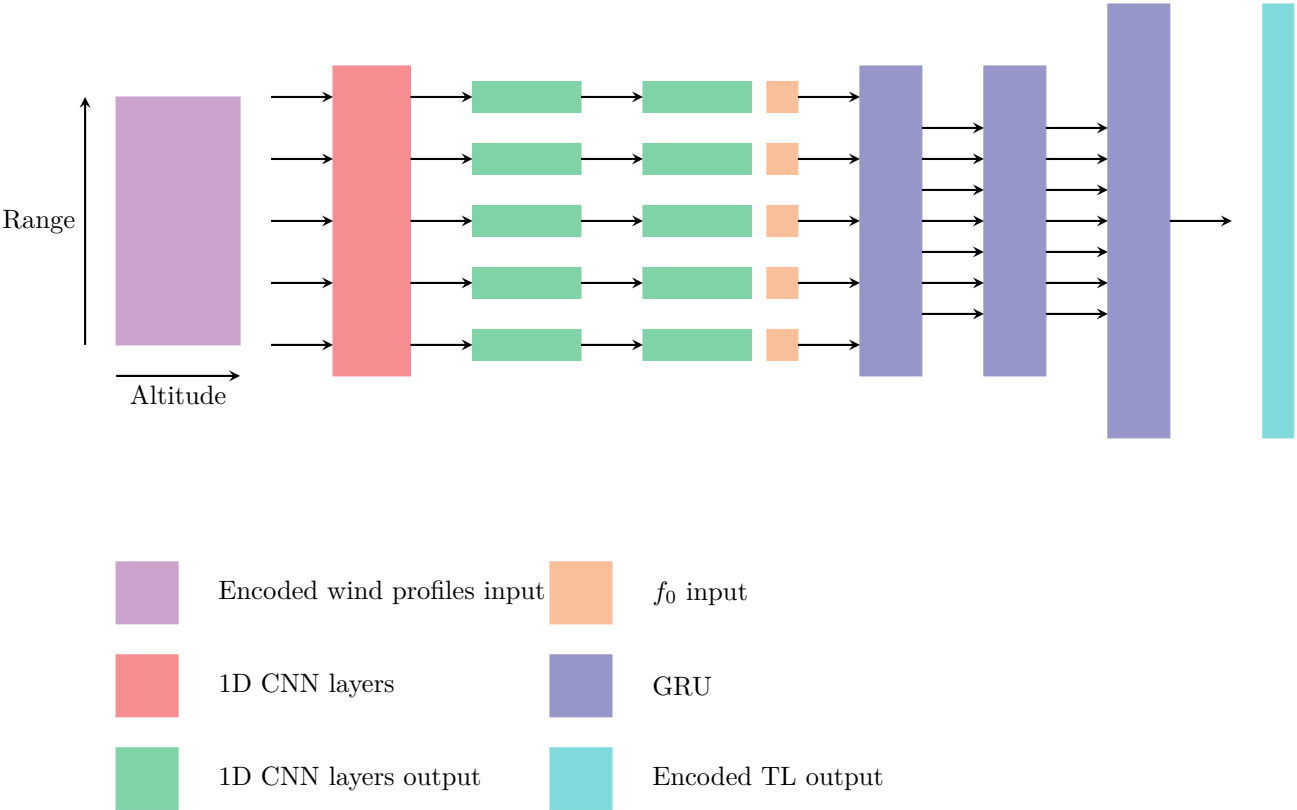 Range
Altitude
Encoded wind profiles input
f₀ input
1D CNN layers
GRU
1D CNN layers output
Encoded TL output